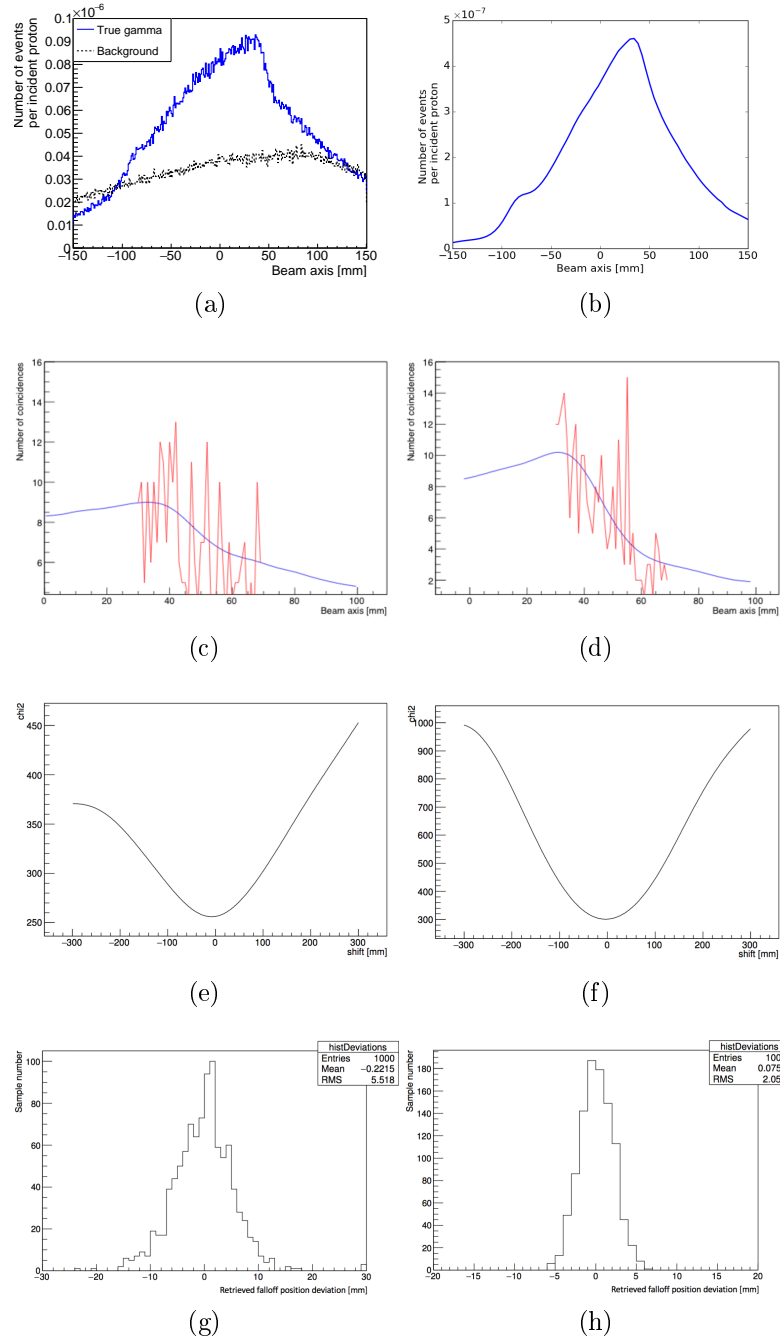 0.1 ×10⁻⁶
True gamma
Background
0.09
0.08
0.07
0.06
0.05
0.04
0.03
0.02
0.01
0
Number of events
per incident proton
−150 −100 −50 0 50 100 150
Beam axis [mm]
(a)
5 ×10⁻⁷
4
3
2
1
0
Number of events
per incident proton
−150 −100 −50 0 50 100 150
Beam axis [mm]
(b)
Number of coincidences
16
14
12
10
8
6
0 20 40 60 80 100
Beam axis [mm]
(c)
Number of coincidences
16
14
12
10
8
6
4
2
0 20 40 60 80 100
Beam axis [mm]
(d)
chi2
450
400
350
300
250
−300 −200 −100 0 100 200 300
shift [mm]
(e)
chi2
1000
900
800
700
600
500
400
300
−300 −200 −100 0 100 200 300
shift [mm]
(f)
Sample number
histDeviations
Entries 1000
Mean −0.2215
RMS 5.518
100
80
60
40
20
0
−30 −20 −10 0 10 20 30
Retrieved falloff position deviation [mm]
(g)
Sample number
histDeviations
Entries 100
Mean 0.075
RMS 2.05
180
160
140
120
100
80
60
40
20
0
−20 −15 −10 −5 0 5 10 15 20
Retrieved falloff position deviation [mm]
(h)